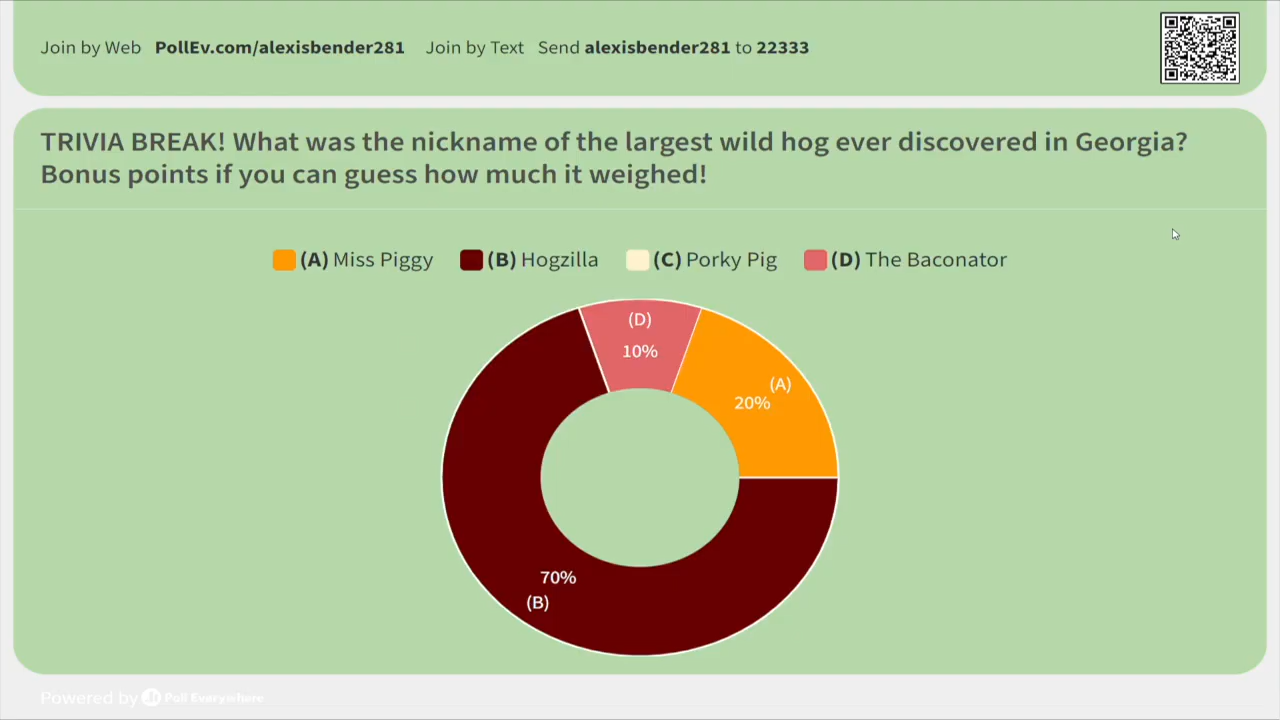 Join by Web PollEv.com/alexisbender281 Join by Text Send alexisbender281 to 22333
TRIVIA BREAK! What was the nickname of the largest wild hog ever discovered in Georgia?
Bonus points if you can guess how much it weighed!
(A) Miss Piggy (B) Hogzilla (C) Porky Pig (D) The Baconator
(D)
10%
(A)
20%
70%
(B)
Powered by Poll Everywhere